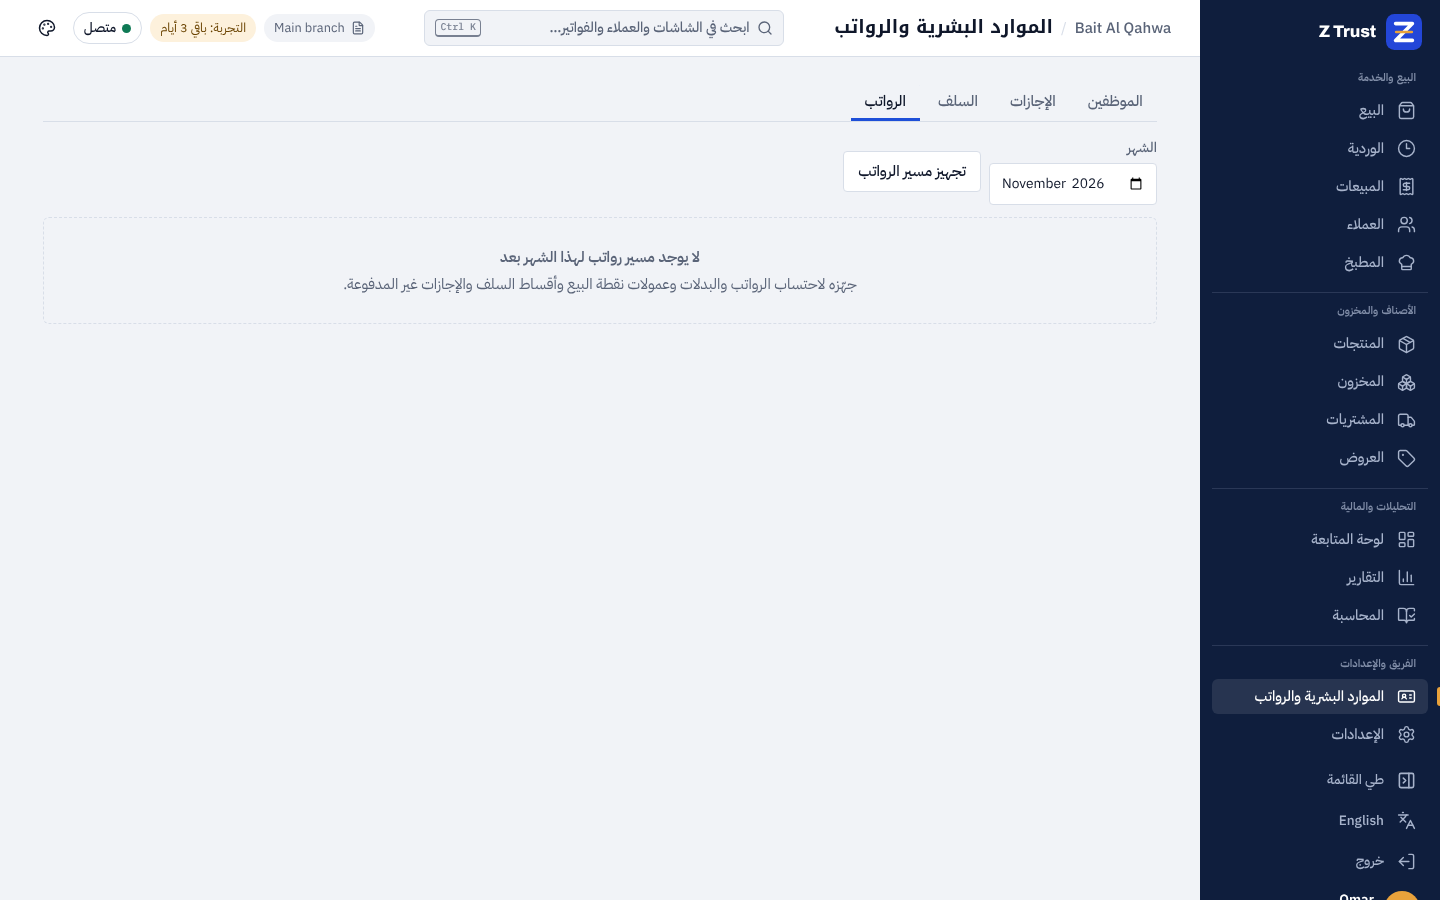 Z Trust
البيع والخدمة
البيع
الوردية
المبيعات
العملاء
المطبخ
الأصناف والمخزون
المنتجات
المخزون
المشتريات
العروض
التحليلات والمالية
لوحة المتابعة
التقارير
المحاسبة
الفريق والإعدادات
الموارد البشرية والرواتب
الإعدادات
طي القائمة
English
خروج
Omar
Bait Al Qahwa / الموارد البشرية والرواتب
ابحث في الشاشات والعملاء والفواتير... Ctrl K
Main branch
التجربة: باقي 3 أيام
متصل
الموظفين الإجازات السلف الرواتب
الشهر
November 2026
تجهيز مسير الرواتب
لا يوجد مسير رواتب لهذا الشهر بعد
جهّزه لاحتساب الرواتب والبدلات وعمولات نقطة البيع وأقساط السلف والإجازات غير المدفوعة.